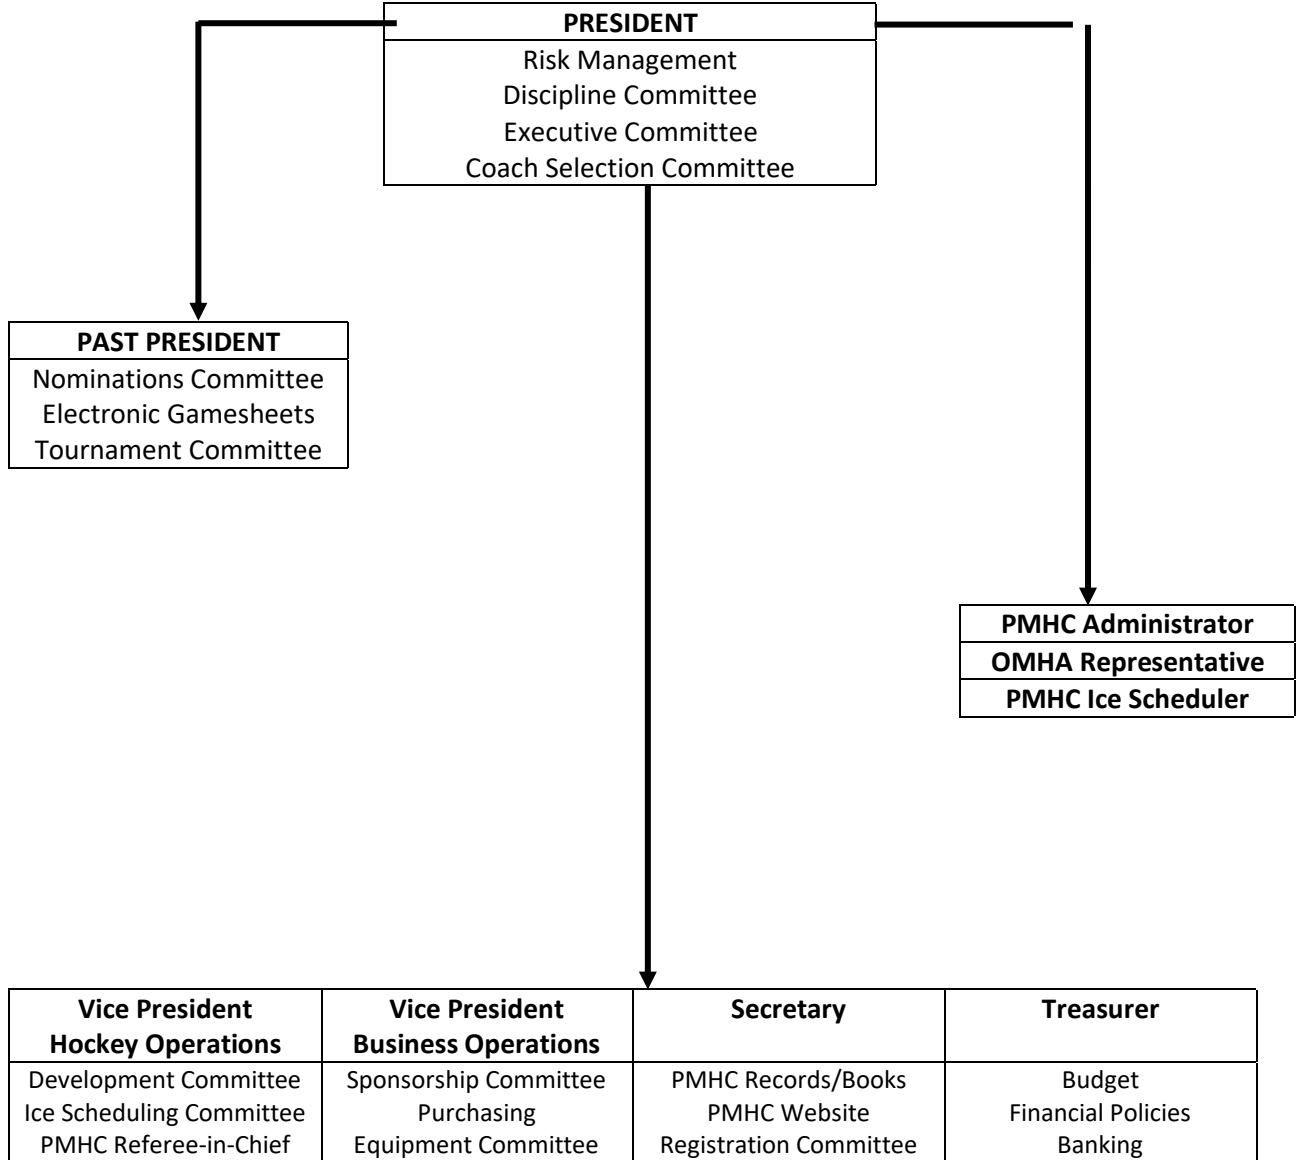 PRESIDENT
Risk Management
Discipline Committee
Executive Committee
Coach Selection Committee
PAST PRESIDENT
Nominations Committee
Electronic Gamesheets
Tournament Committee
PMHC Administrator
OMHA Representative
PMHC Ice Scheduler
Vice President
Hockey Operations
Development Committee
Ice Scheduling Committee
PMHC Referee-in-Chief
Vice President
Business Operations
Sponsorship Committee
Purchasing
Equipment Committee
Secretary
PMHC Records/Books
PMHC Website
Registration Committee
Treasurer
Budget
Financial Policies
Banking